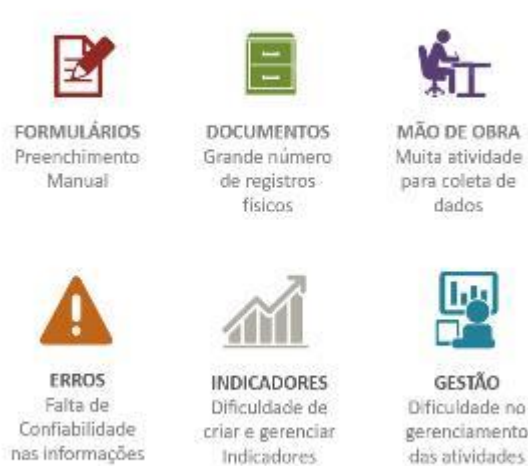 FORMULÁRIOS
Preenchimento
Manual
DOCUMENTOS
Grande número
de registros
físicos
MÃO DE OBRA
Muita atividade
para coleta de
dados
ERROS
Falta de
Confiabilidade
nas informações
INDICADORES
Dificuldade de
criar e gerenciar
Indicadores
GESTÃO
Dificuldade no
gerenciamento
das atividades